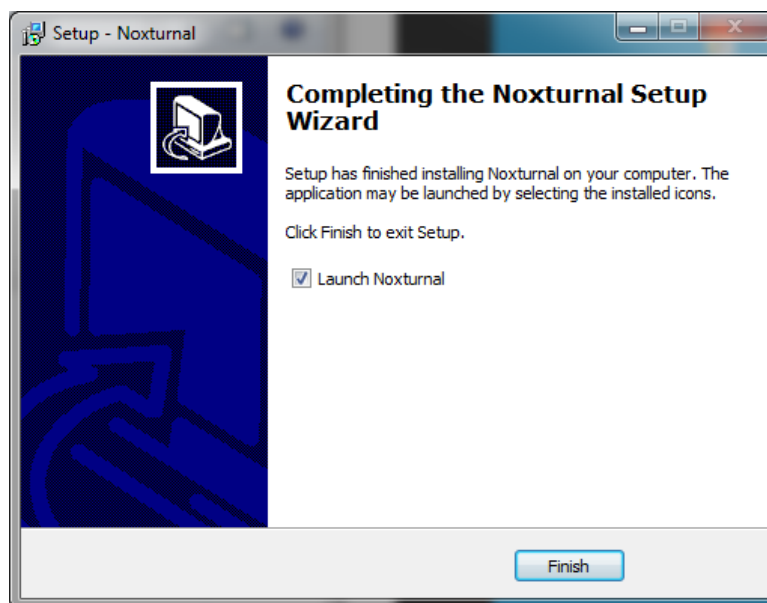 Setup - Noxturnal
Completing the Noxturnal Setup
Wizard
Setup has finished installing Noxturnal on your computer. The
application may be launched by selecting the installed icons.
Click Finish to exit Setup.
Launch Noxturnal
Finish